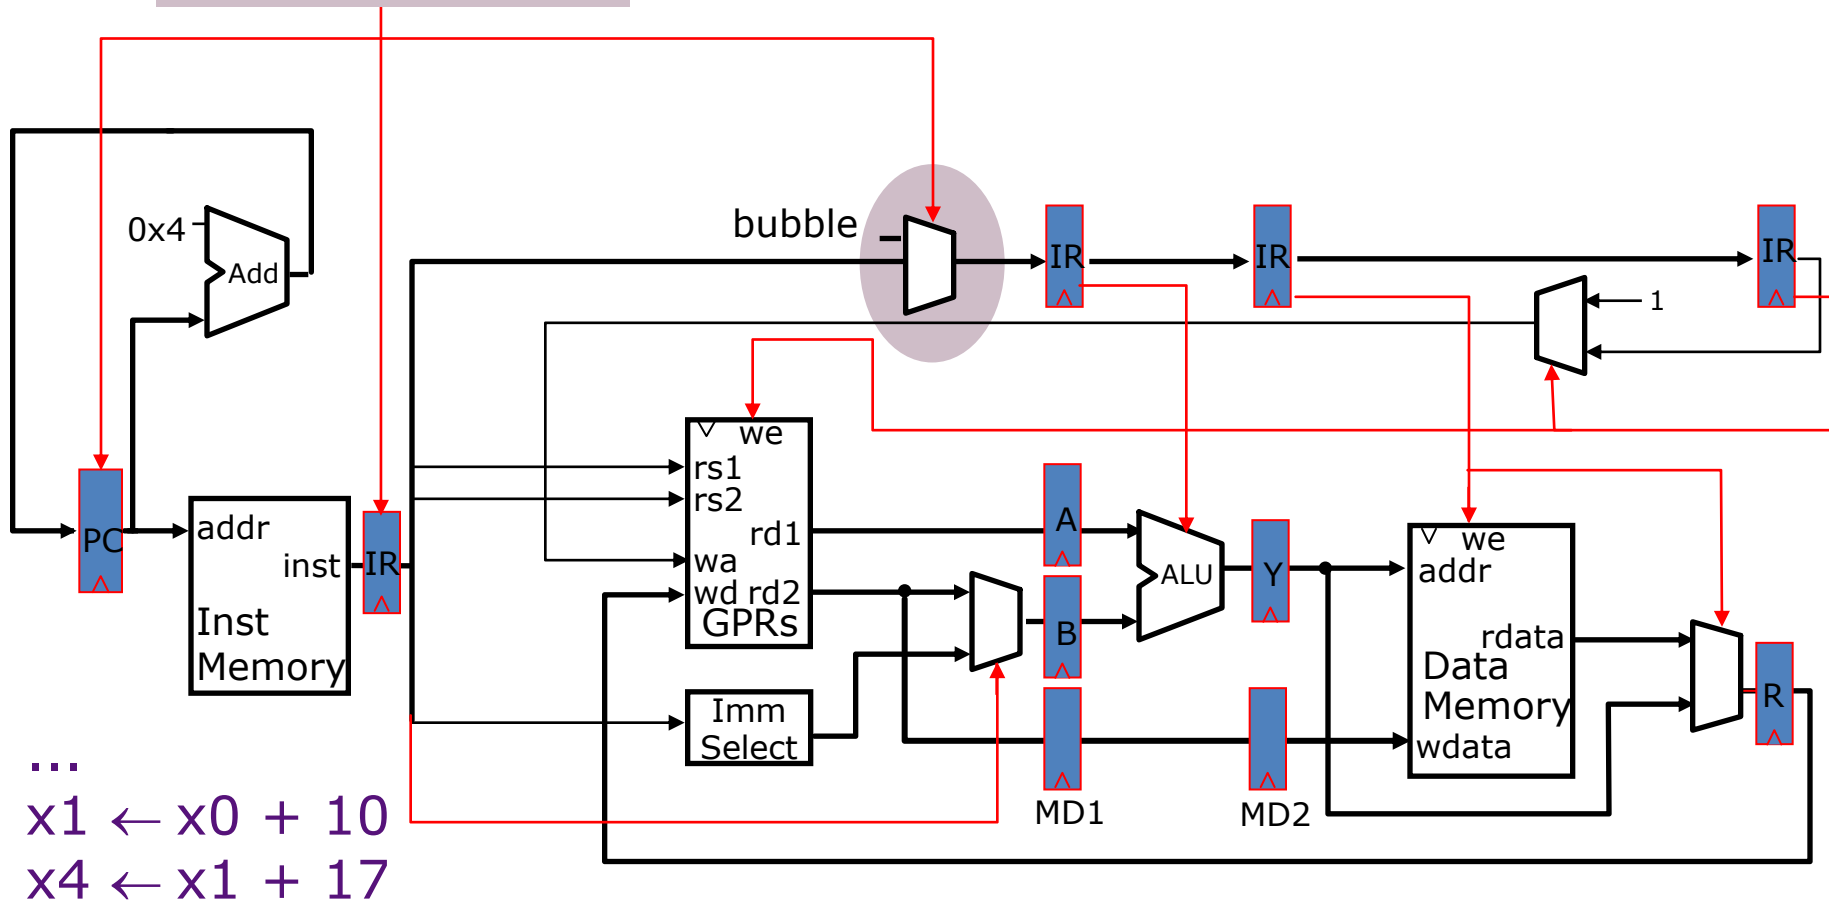 bubble
IR
IR
IR
0x4
Add
1
we
rs1
rs2
rd1
wa
wd rd2
GPRs
PC
addr
inst
Inst
Memory
IR
A
B
ALU
Y
we
addr
rdata
Data
Memory
wdata
R
Imm
Select
MD1
MD2
...
x1 ← x0 + 10
x4 ← x1 + 17